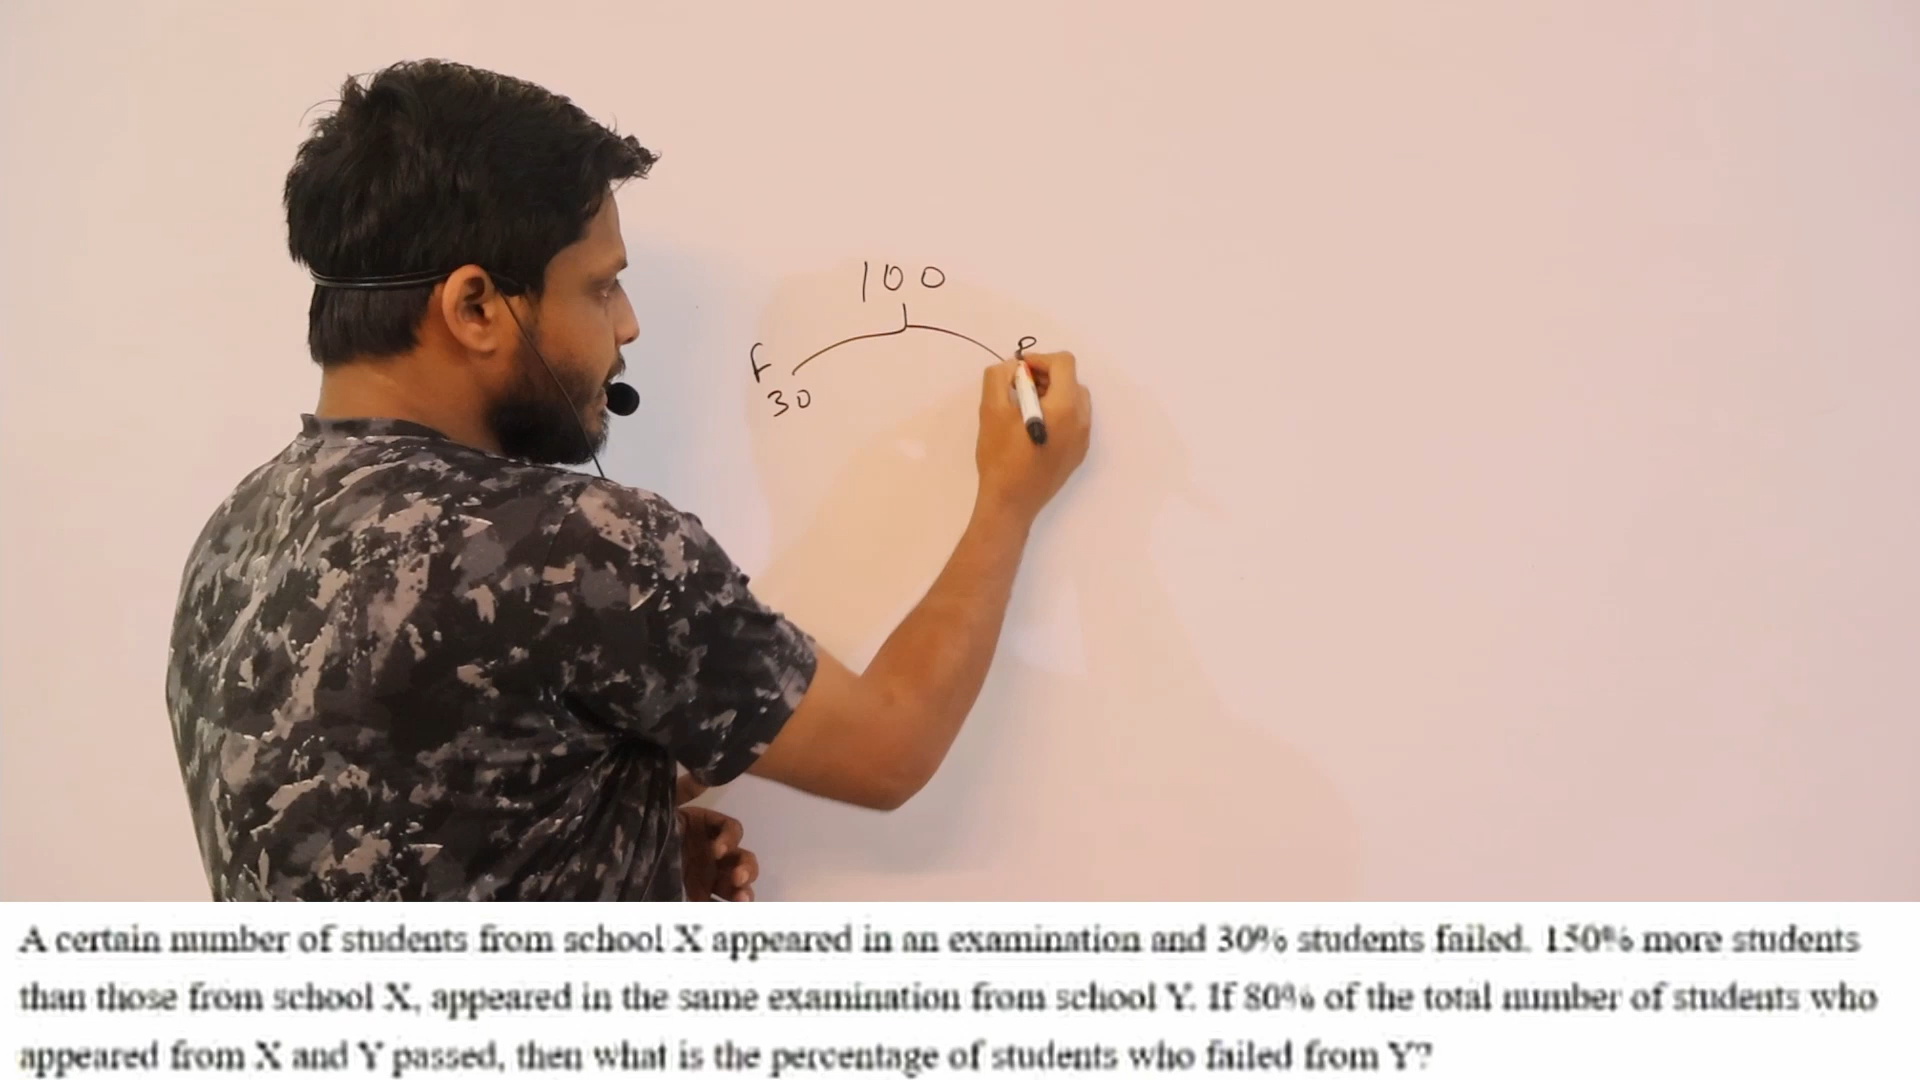 100
F
P
30
A certain number of students from school X appeared in an examination and 30% students failed. 150% more students
than those from school X, appeared in the same examination from school Y. If 80% of the total number of students who
appeared from X and Y passed, then what is the percentage of students who failed from Y?